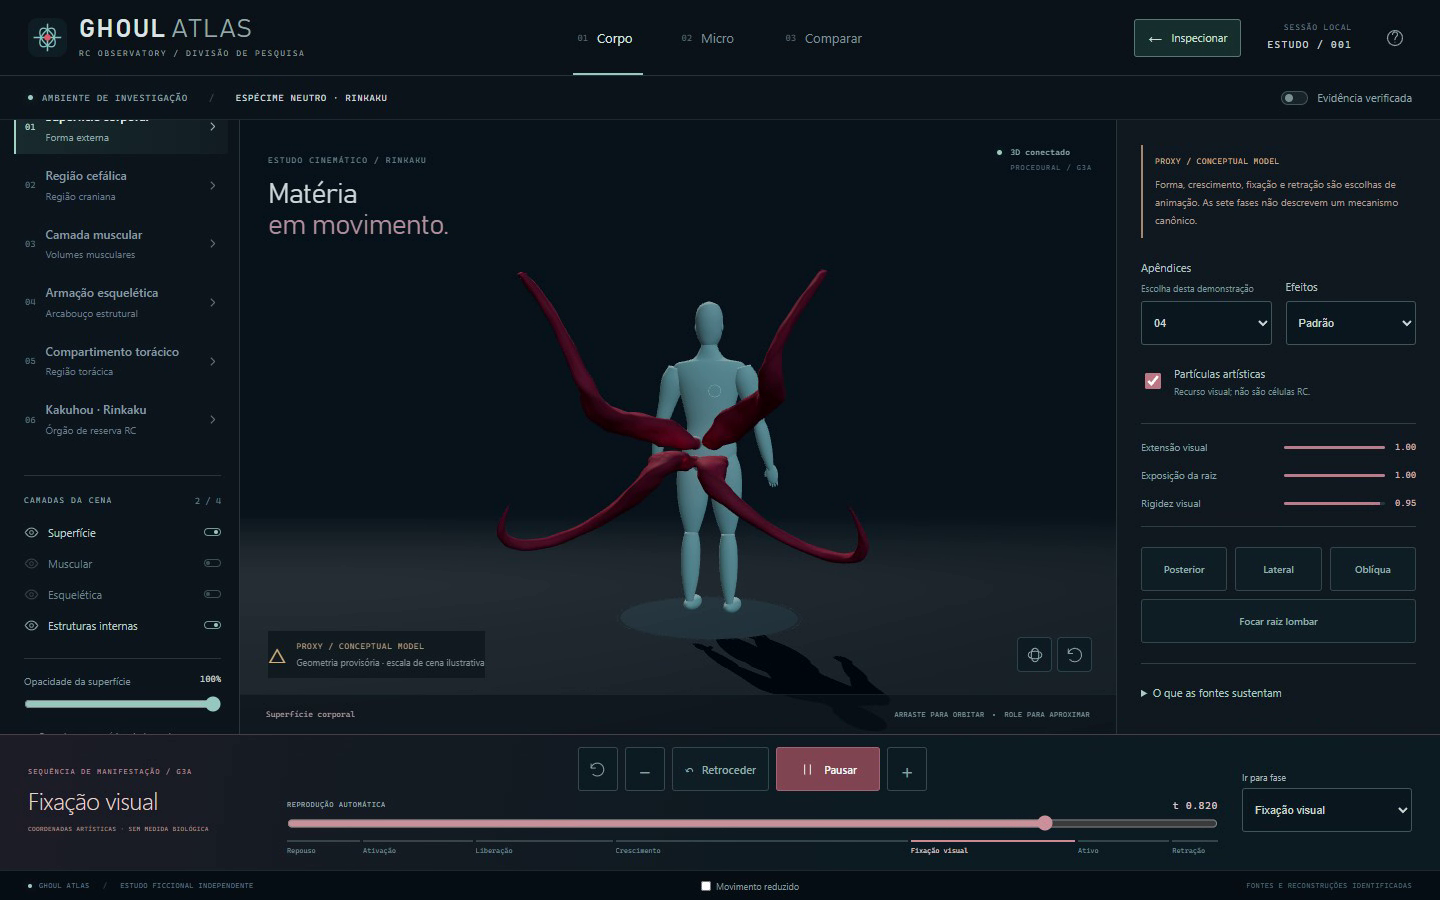 GHOUL ATLAS
RC OBSERVATORY / DIVISÃO DE PESQUISA
01 Corpo
02 Micro
03 Comparar
← Inspecionar
SESSÃO LOCAL
ESTUDO / 001
AMBIENTE DE INVESTIGAÇÃO / ESPÉCIME NEUTRO · RINKAKU
Evidência verificada
01
Forma externa
02 Região cefálica
Região craniana
03 Camada muscular
Volumes musculares
04 Armação esquelética
Arcabouço estrutural
05 Compartimento torácico
Região torácica
06 Kakuhou · Rinkaku
Órgão de reserva RC
CAMADAS DA CENA 2 / 4
Superfície
Muscular
Esquelética
Estruturas internas
Opacidade da superfície 100%
ESTUDO CINEMÁTICO / RINKAKU
Matéria
em movimento.
3D conectado
PROCEDURAL / G3A
PROXY / CONCEPTUAL MODEL
Geometria provisória · escala de cena ilustrativa
Superfície corporal
ARRASTE PARA ORBITAR • ROLE PARA APROXIMAR
PROXY / CONCEPTUAL MODEL
Forma, crescimento, fixação e retração são escolhas de
animação. As sete fases não descrevem um mecanismo
canônico.
Apêndices
Escolha desta demonstração
04
Efeitos
Padrão
Partículas artísticas
Recurso visual; não são células RC.
Extensão visual 1.00
Exposição da raiz 1.00
Rigidez visual 0.95
Posterior
Lateral
Oblíqua
Focar raiz lombar
O que as fontes sustentam
SEQUÊNCIA DE MANIFESTAÇÃO / G3A
Fixação visual
COORDENADAS ARTÍSTICAS · SEM MEDIDA BIOLÓGICA
−
Retroceder
Pausar
+
REPRODUÇÃO AUTOMÁTICA
t 0.820
Repouso
Ativação
Liberação
Crescimento
Fixação visual
Ativo
Retração
Ir para fase
Fixação visual
GHOUL ATLAS / ESTUDO FICCIONAL INDEPENDENTE
Movimento reduzido
FONTES E RECONSTRUÇÕES IDENTIFICADAS